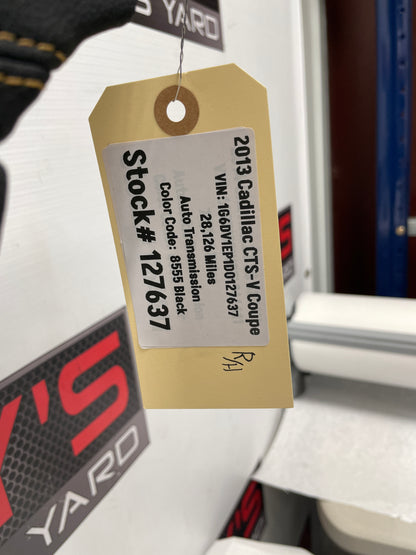 2013 Cadillac CTS-V Coupe
VIN: 1G6DV1EP1D0127637
28,126 Miles
Auto Transmission
Color Code: 8555 Black
Stock# 127637
R/H
'S YARD
Y'S
YARD